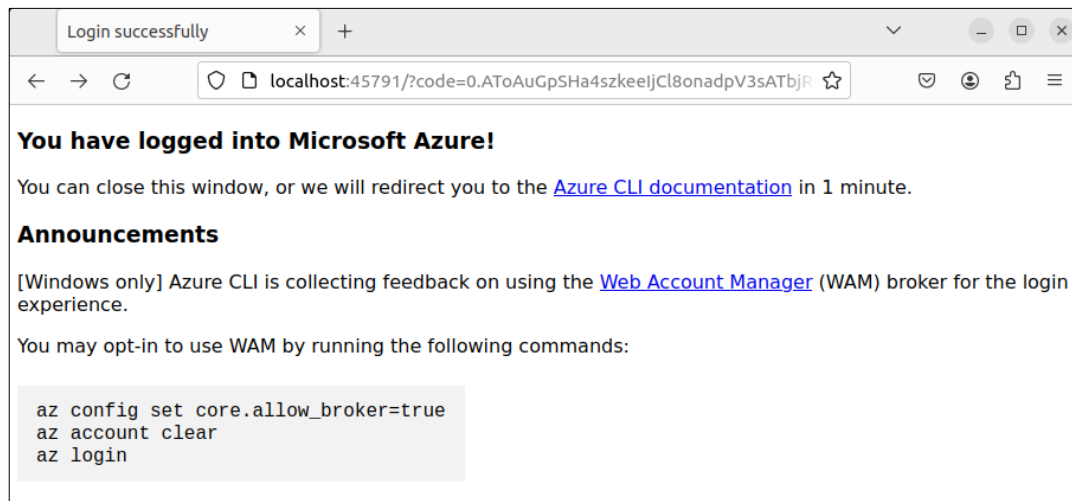 Login successfully
localhost:45791/?code=0.AToAuGpSHa4szkeeIjCl8onadpV3sATbjR
You have logged into Microsoft Azure!
You can close this window, or we will redirect you to the Azure CLI documentation in 1 minute.
Announcements
[Windows only] Azure CLI is collecting feedback on using the Web Account Manager (WAM) broker for the login
experience.
You may opt-in to use WAM by running the following commands:
az config set core.allow_broker=true
az account clear
az login